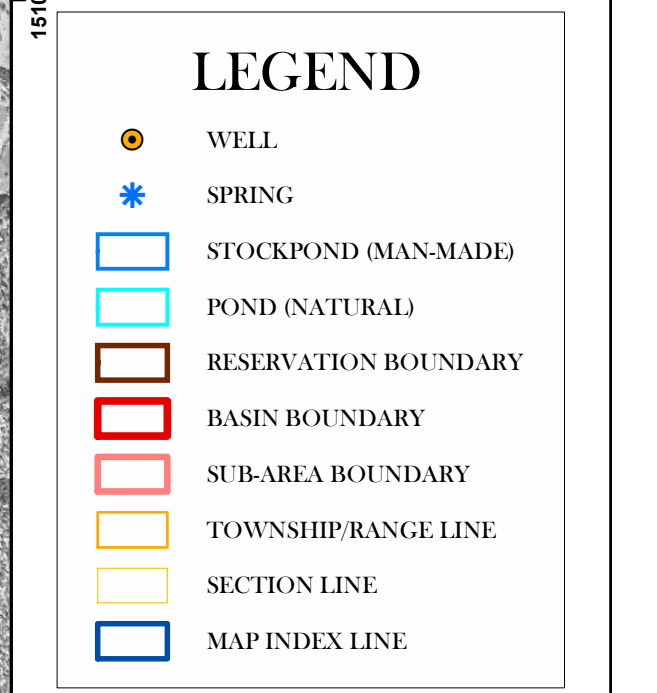 1510
LEGEND
WELL
SPRING
STOCKPOND (MAN-MADE)
POND (NATURAL)
RESERVATION BOUNDARY
BASIN BOUNDARY
SUB-AREA BOUNDARY
TOWNSHIP/RANGE LINE
SECTION LINE
MAP INDEX LINE